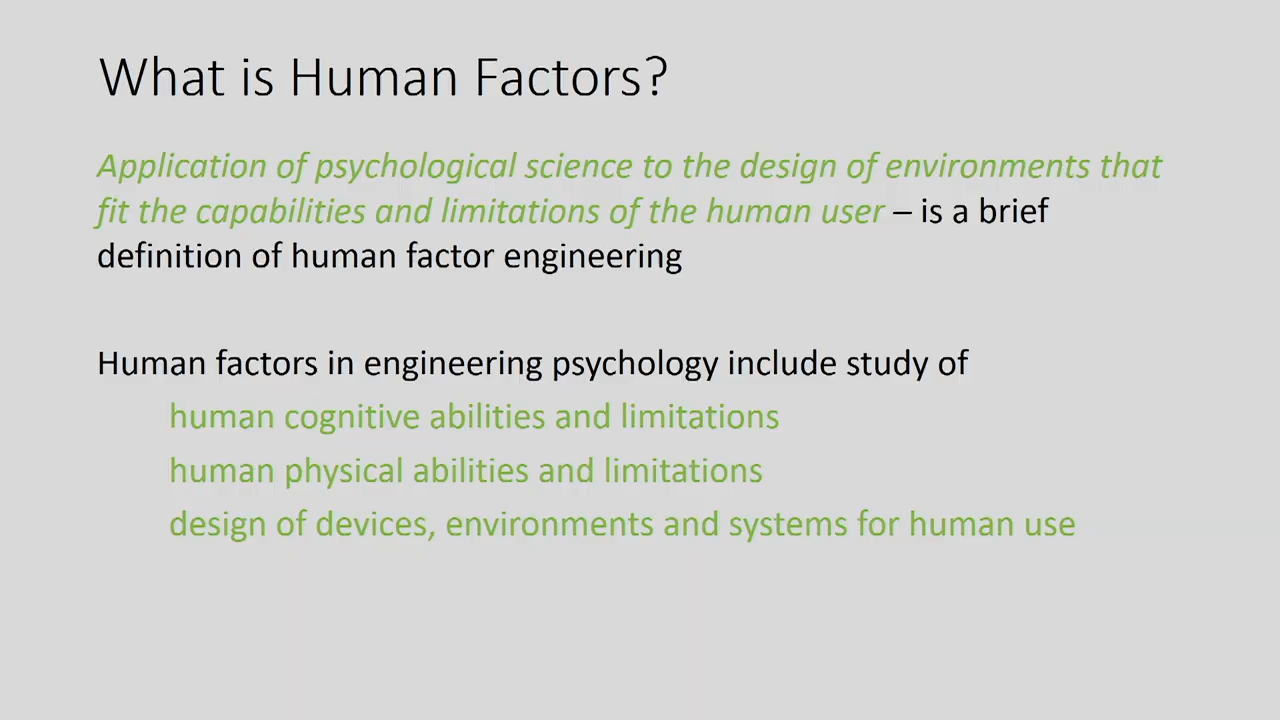 What is Human Factors?
Application of psychological science to the design of environments that
fit the capabilities and limitations of the human user – is a brief
definition of human factor engineering
Human factors in engineering psychology include study of
human cognitive abilities and limitations
human physical abilities and limitations
design of devices, environments and systems for human use